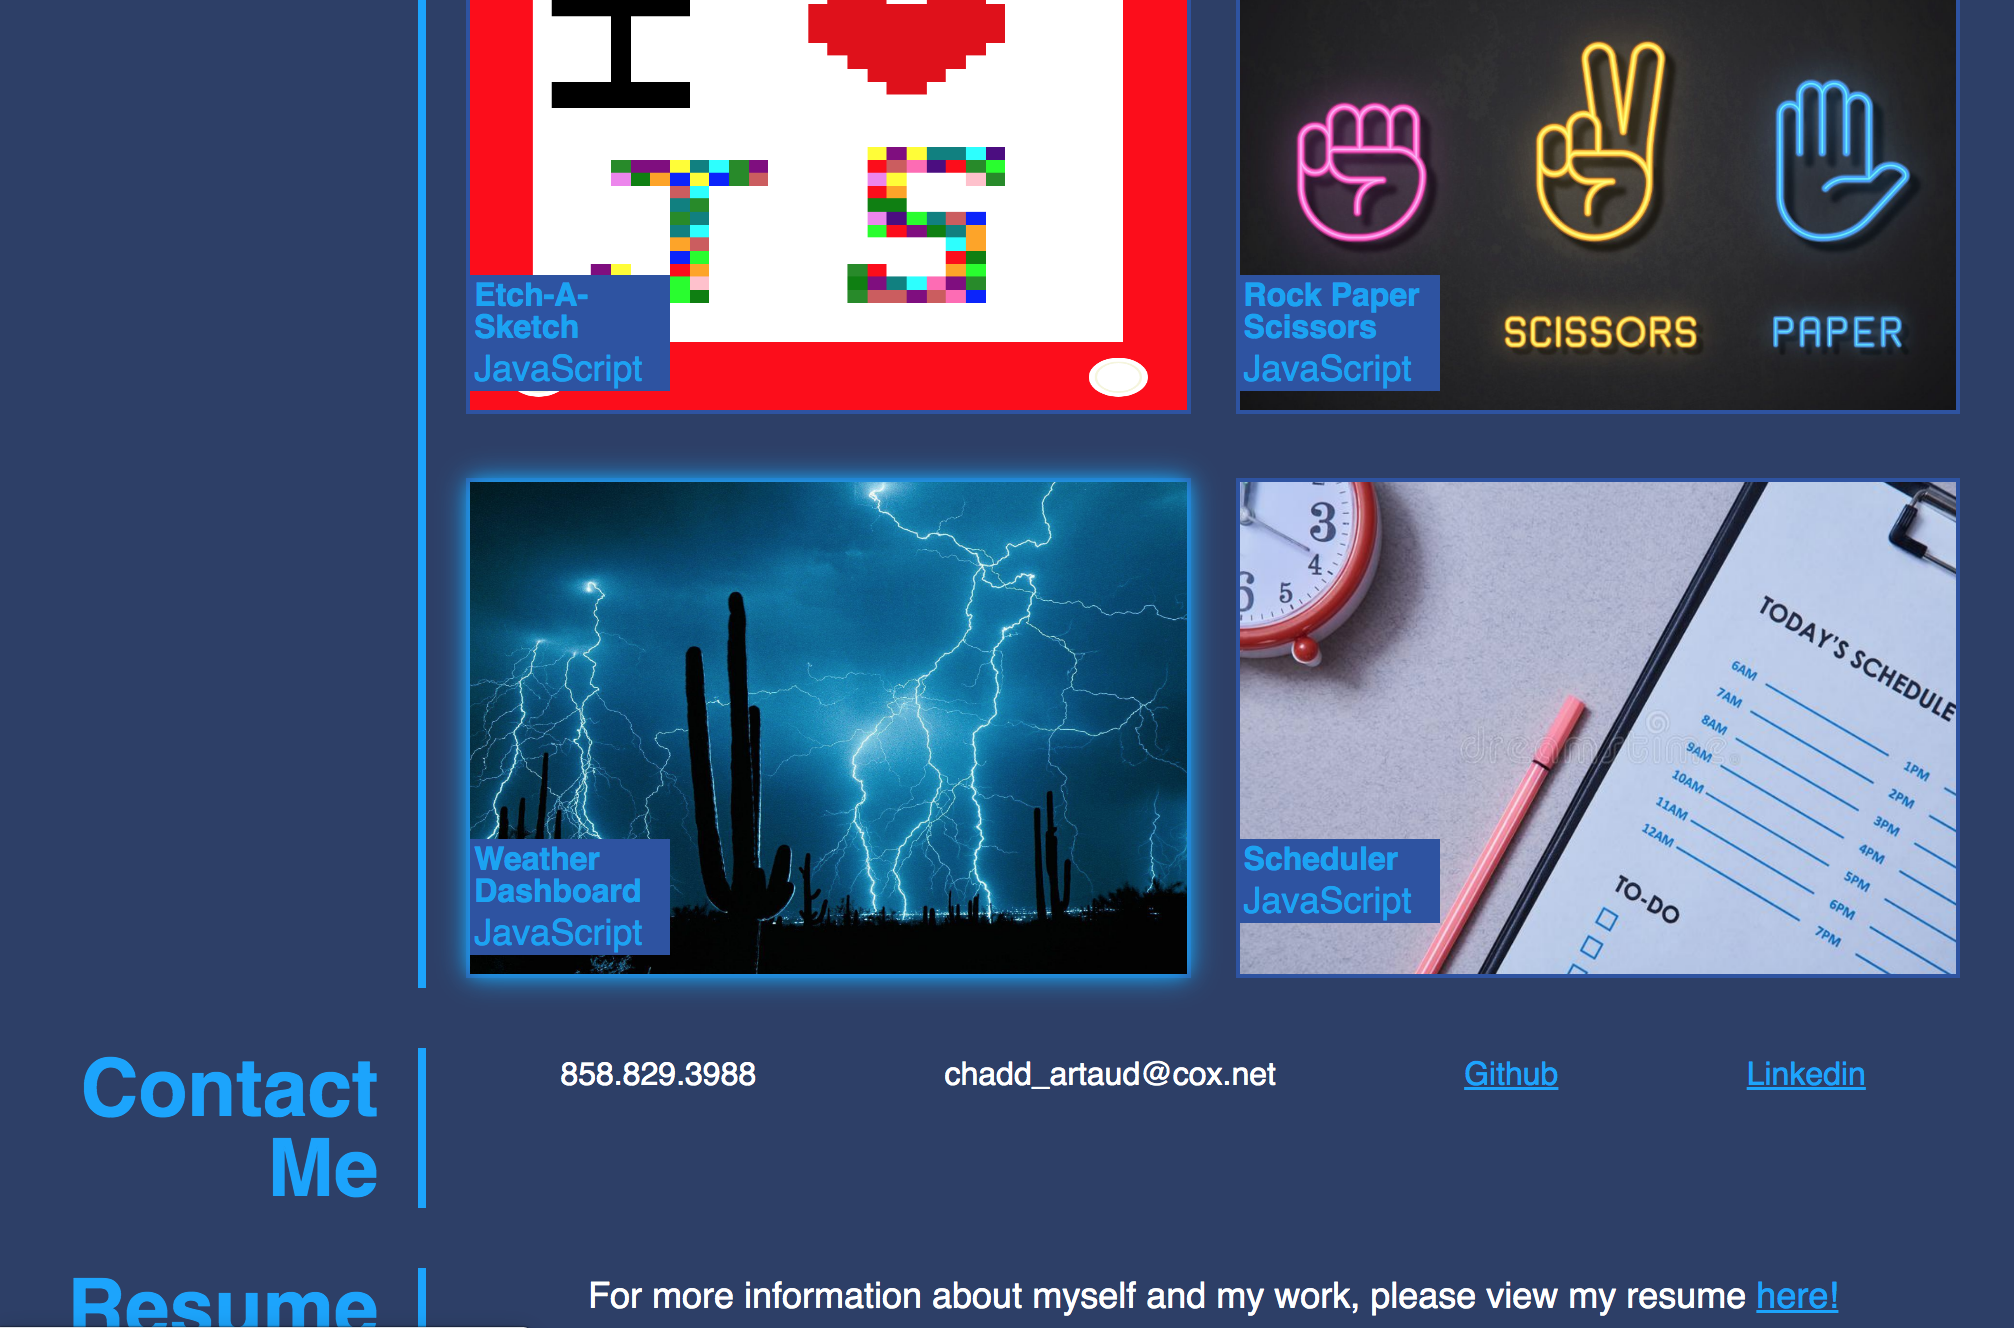 I
JS
Etch-A-
Sketch
JavaScript
SCISSORS
PAPER
Rock Paper
Scissors
JavaScript
3
4
5
6
TODAY'S SCHEDULE
6AM
7AM
8AM
9AM
10AM
11AM
12AM
1PM
2PM
3PM
4PM
5PM
6PM
7PM
TO-DO
dreamstime.
Weather
Dashboard
JavaScript
Scheduler
JavaScript
Contact
Me
858.829.3988
chadd_artaud@cox.net
Github
Linkedin
Resume
For more information about myself and my work, please view my resume here!